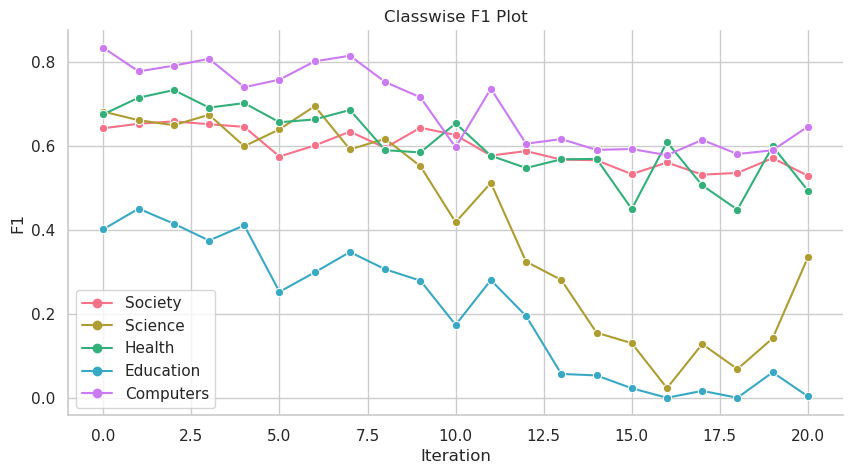 Classwise F1 Plot
F1
0.8
0.6
0.4
0.2
0.0
Society
Science
Health
Education
Computers
0.0 2.5 5.0 7.5 10.0 12.5 15.0 17.5 20.0
Iteration